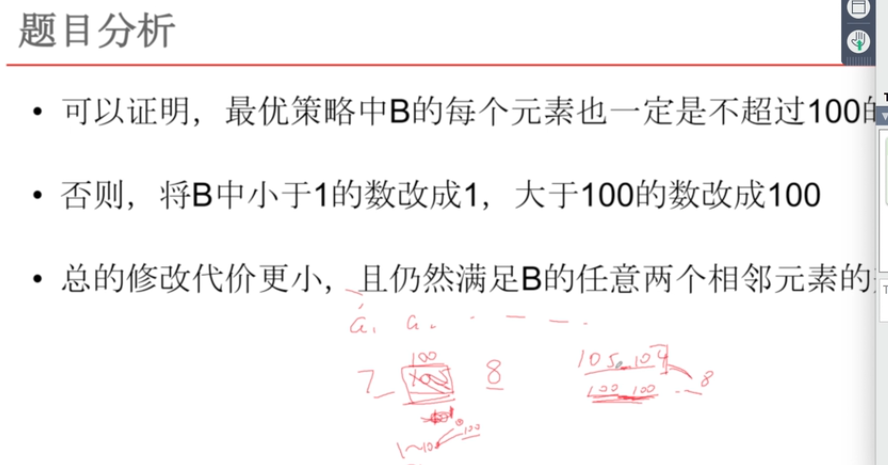 题目分析
• 可以证明，最优策略中B的每个元素也一定是不超过100的
• 否则，将B中小于1的数改成1，大于100的数改成100
• 总的修改代价更小，且仍然满足B的任意两个相邻元素的
a₁ a₂ . — — .
100
7 8
105 104
100 100 8
100